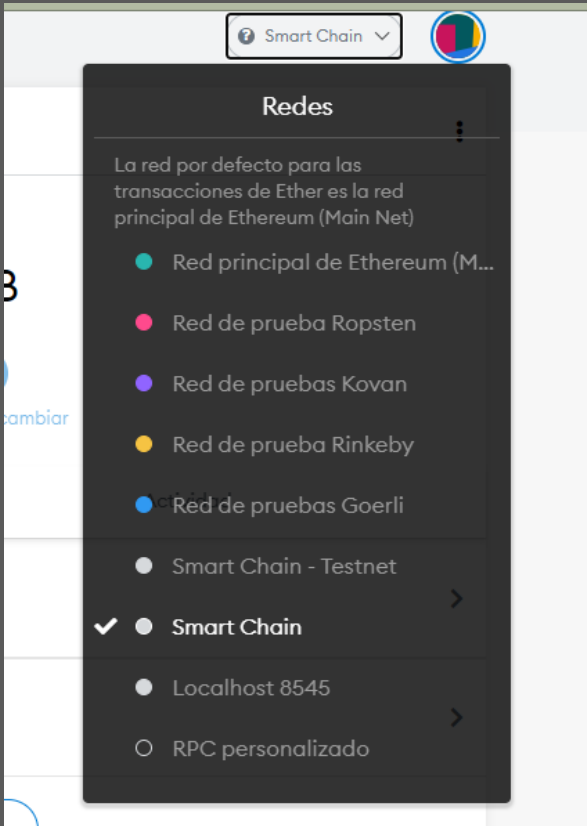 Smart Chain
Redes
La red por defecto para las
transacciones de Ether es la red
principal de Ethereum (Main Net)
Red principal de Ethereum (M...
B
Red de prueba Ropsten
Red de pruebas Kovan
cambiar
Red de prueba Rinkeby
Actividad
Red de pruebas Goerli
Smart Chain - Testnet
Smart Chain
Localhost 8545
RPC personalizado